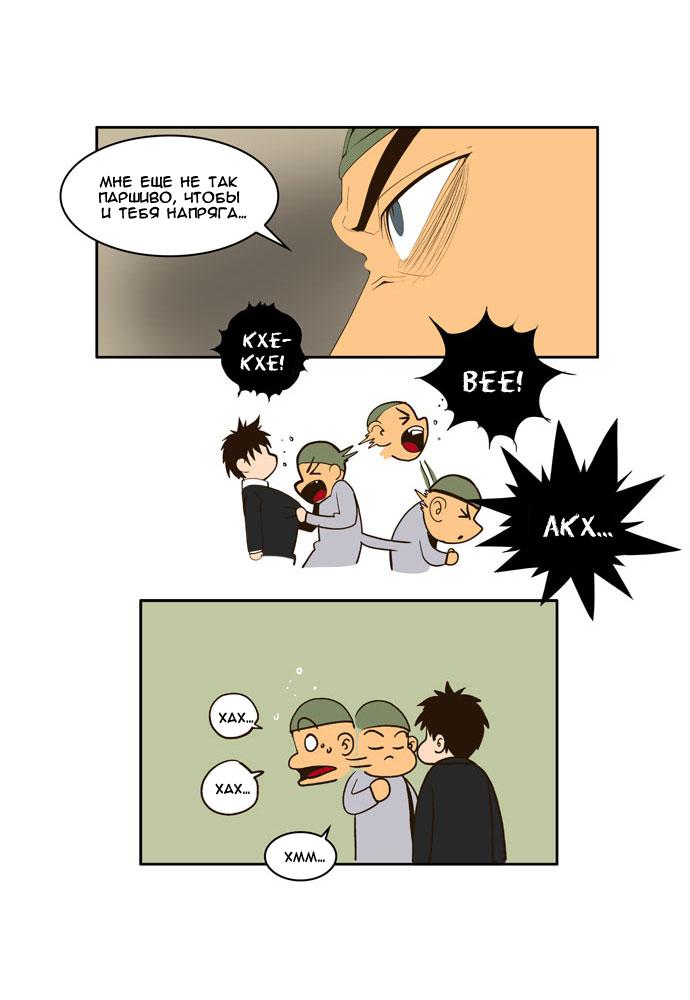 МНЕ ЕЩЕ НЕ ТАК
ПАРШИВО, ЧТОБЫ
И ТЕБЯ НАПРЯГА...
КХЕ-
КХЕ!
ВЕЕ!
АКХ...
ХАХ...
ХАХ...
ХММ...